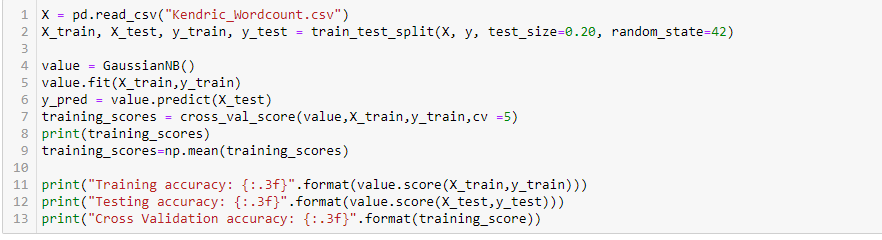 1 X = pd.read_csv("Kendric_Wordcount.csv")
2 X_train, X_test, y_train, y_test = train_test_split(X, y, test_size=0.20, random_state=42)
3
4 value = GaussianNB()
5 value.fit(X_train,y_train)
6 y_pred = value.predict(X_test)
7 training_scores = cross_val_score(value,X_train,y_train,cv =5)
8 print(training_scores)
9 training_scores=np.mean(training_scores)
10
11 print("Training accuracy: {:.3f}".format(value.score(X_train,y_train)))
12 print("Testing accuracy: {:.3f}".format(value.score(X_test,y_test)))
13 print("Cross Validation accuracy: {:.3f}".format(training_score))